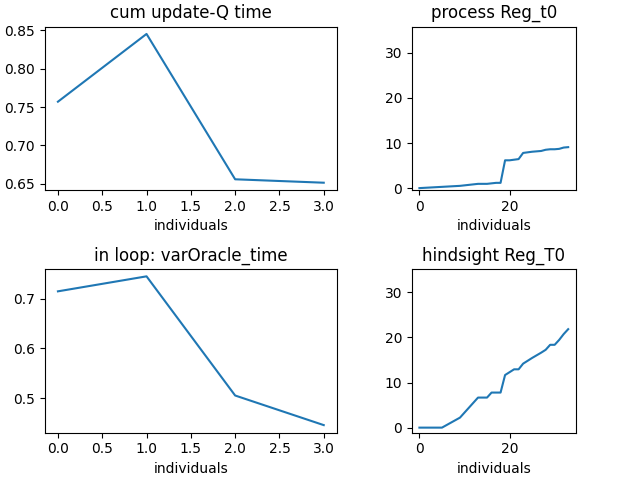 cum update-Q time
0.85
0.80
0.75
0.70
0.65
0.0 0.5 1.0 1.5 2.0 2.5 3.0
individuals
process Reg_t0
30
20
10
0
0 20
individuals
in loop: varOracle_time
0.7
0.6
0.5
0.0 0.5 1.0 1.5 2.0 2.5 3.0
individuals
hindsight Reg_T0
30
20
10
0
0 20
individuals